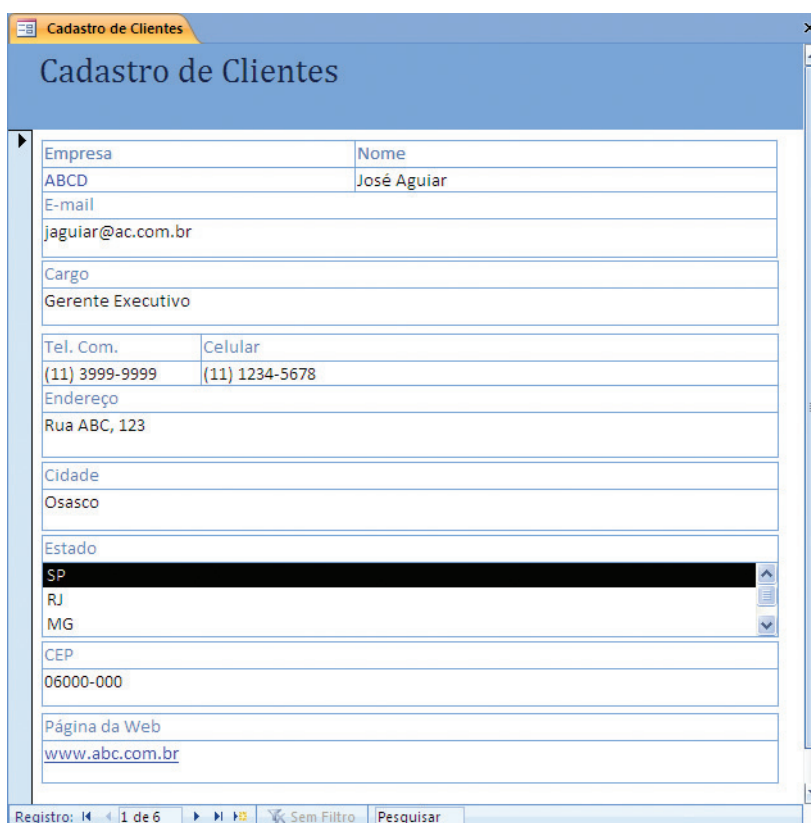 Cadastro de Clientes
Cadastro de Clientes
Empresa Nome
ABCD José Aguiar
E-mail
jaguiar@ac.com.br
Cargo
Gerente Executivo
Tel. Com. Celular
(11) 3999-9999 (11) 1234-5678
Endereço
Rua ABC, 123
Cidade
Osasco
Estado
SP
RJ
MG
CEP
06000-000
Página da Web
www.abc.com.br
Registro: 1 de 6 Sem Filtro Pesquisar